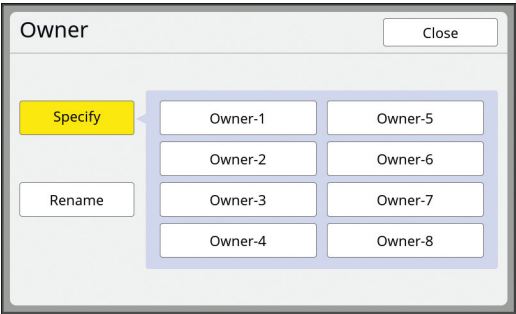 Owner
Close
Specify
Owner-1
Owner-5
Owner-2
Owner-6
Rename
Owner-3
Owner-7
Owner-4
Owner-8